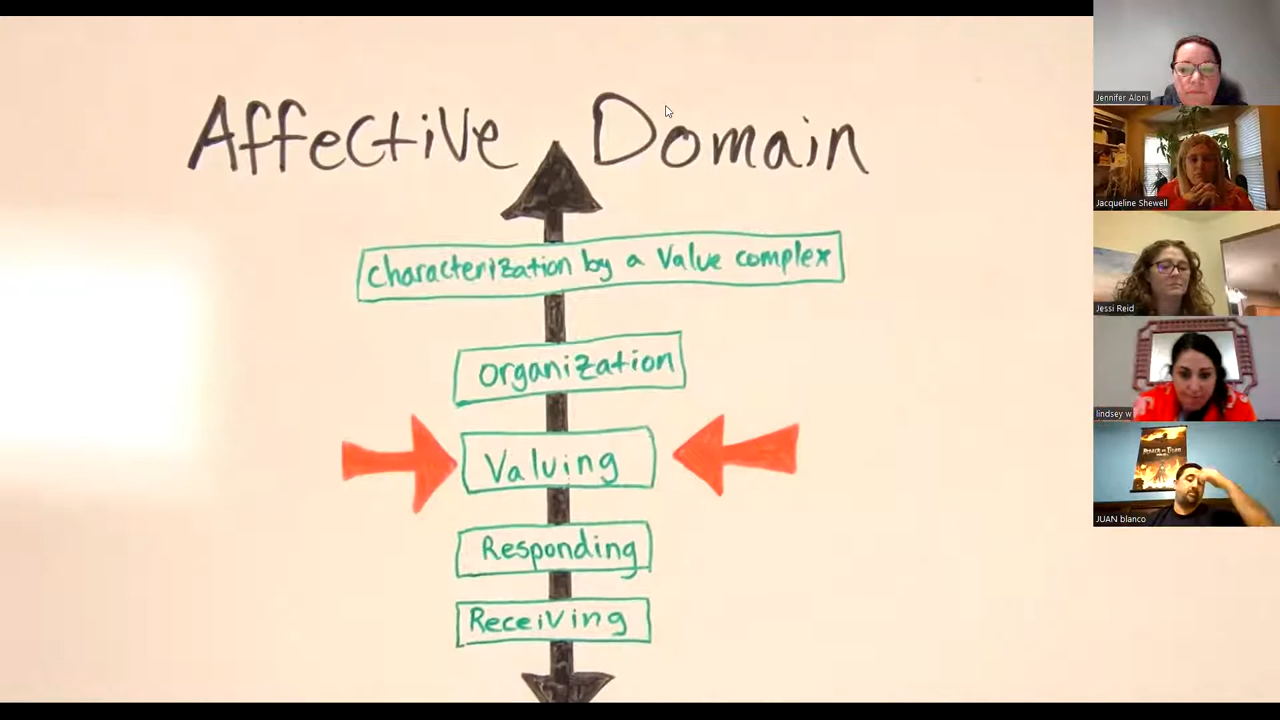 Affective Domain
Characterization by a Value complex
Organization
Valuing
Responding
Receiving
Jennifer Aloni
Jacqueline Shewell
Jessi Reid
lindsey w
JUAN blanco